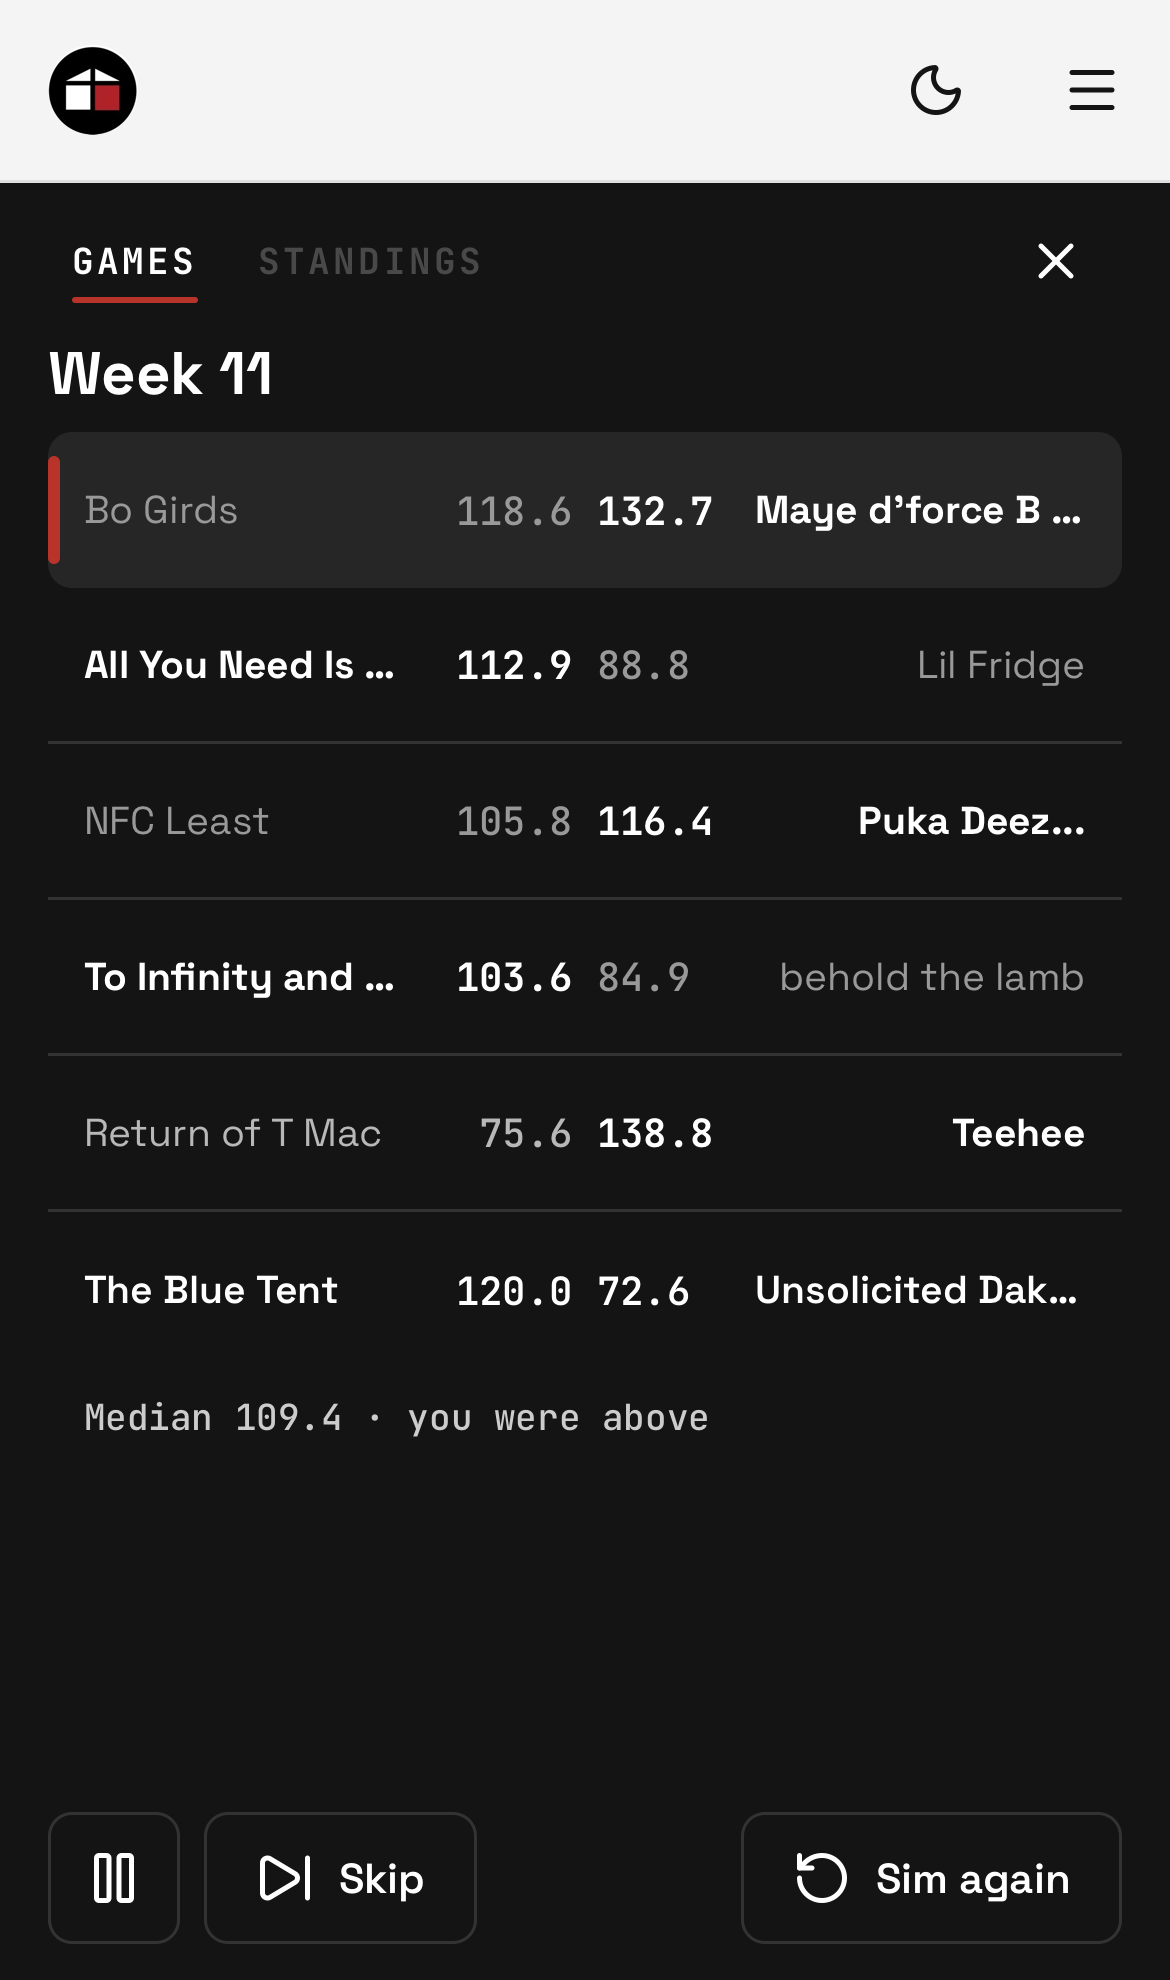 GAMES STANDINGS
Week 11
Bo Girds 118.6 132.7 Maye d’force B ...
All You Need Is ... 112.9 88.8 Lil Fridge
NFC Least 105.8 116.4 Puka Deez...
To Infinity and ... 103.6 84.9 behold the lamb
Return of T Mac 75.6 138.8 Teehee
The Blue Tent 120.0 72.6 Unsolicited Dak...
Median 109.4 · you were above
Skip Sim again